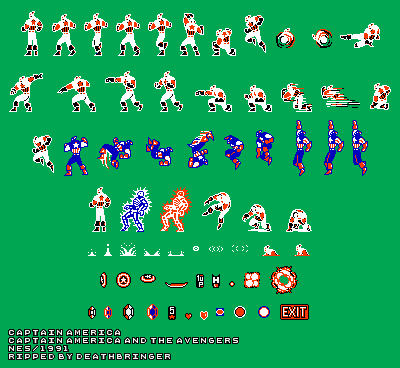 EXIT
CAPTAIN AMERICA
CAPTAIN AMERICA AND THE AVENGERS
NES/1991
RIPPED BY DEATHBRINGER